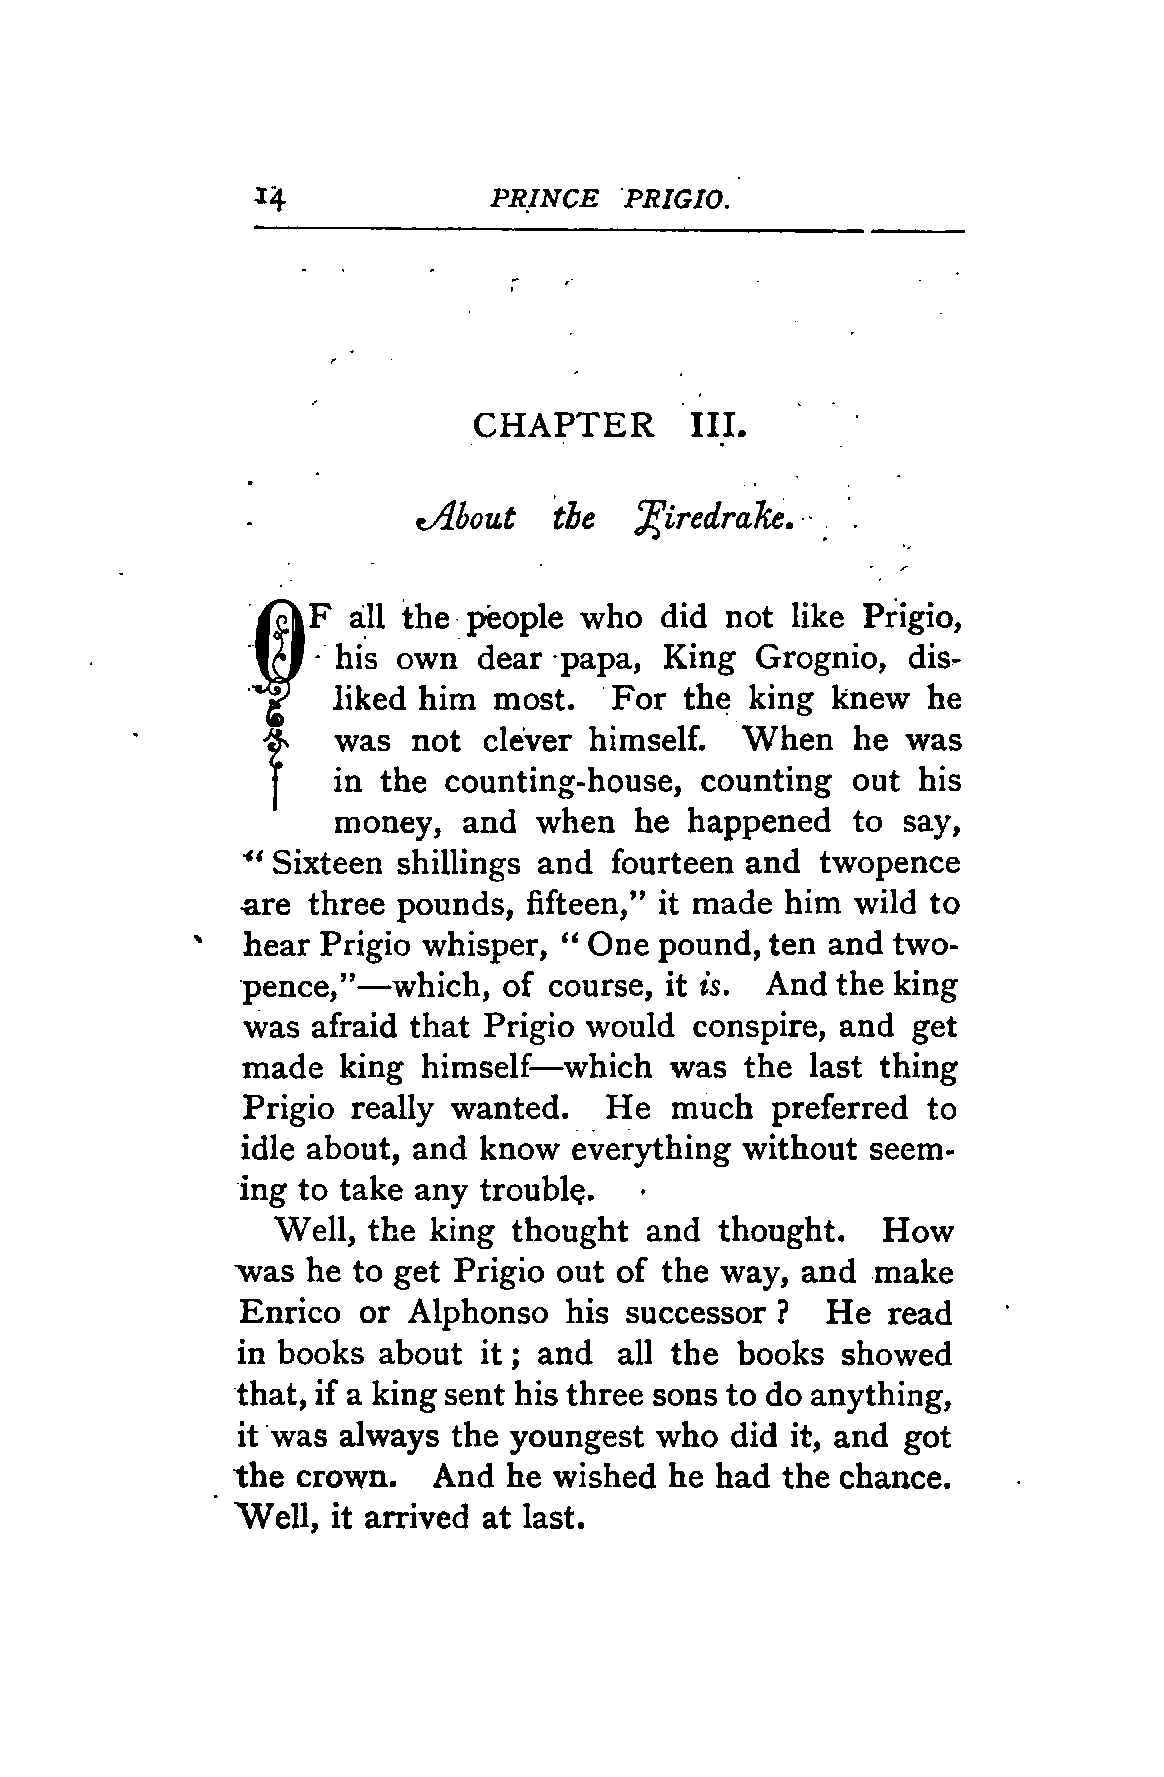 14 PRINCE PRIGIO.
CHAPTER III.
About the Firedrake.
OF all the people who did not like Prigio,
his own dear papa, King Grognio, dis-
liked him most. For the king knew he
was not clever himself. When he was
in the counting-house, counting out his
money, and when he happened to say,
“ Sixteen shillings and fourteen and twopence
are three pounds, fifteen,” it made him wild to
hear Prigio whisper, “ One pound, ten and two-
pence,”—which, of course, it is. And the king
was afraid that Prigio would conspire, and get
made king himself—which was the last thing
Prigio really wanted. He much preferred to
idle about, and know everything without seem-
ing to take any trouble.
Well, the king thought and thought. How
was he to get Prigio out of the way, and make
Enrico or Alphonso his successor ? He read
in books about it ; and all the books showed
that, if a king sent his three sons to do anything,
it was always the youngest who did it, and got
the crown. And he wished he had the chance.
Well, it arrived at last.